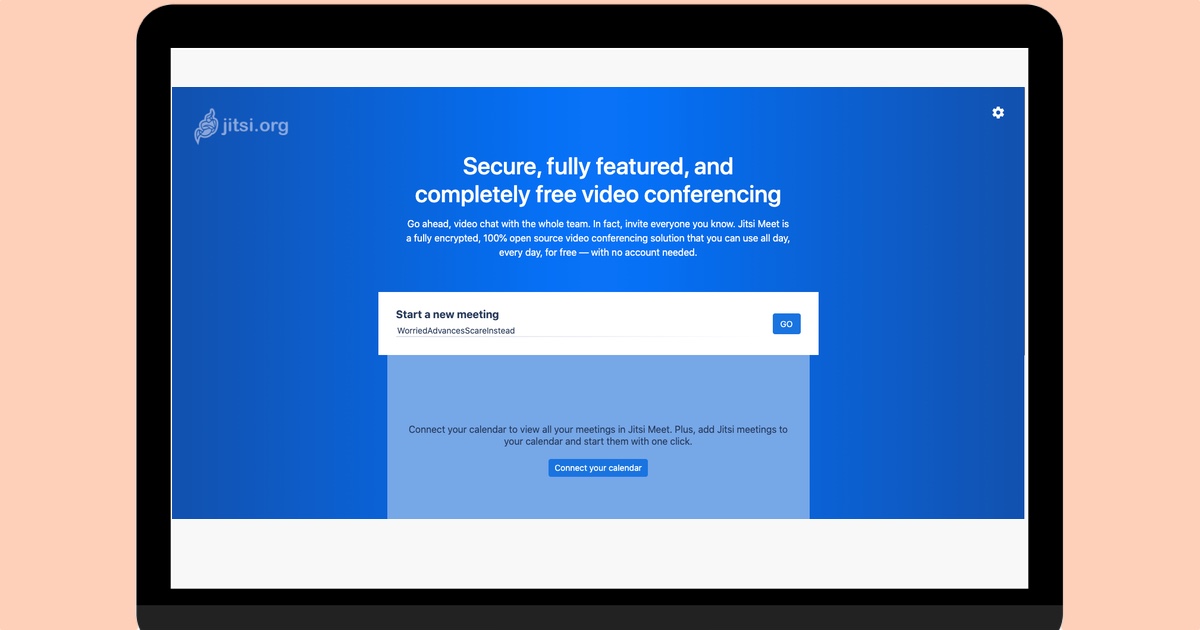 jitsi.org
Secure, fully featured, and
completely free video conferencing
Go ahead, video chat with the whole team. In fact, invite everyone you know. Jitsi Meet is
a fully encrypted, 100% open source video conferencing solution that you can use all day,
every day, for free — with no account needed.
Start a new meeting
WorriedAdvancesScareInstead
GO
Connect your calendar to view all your meetings in Jitsi Meet. Plus, add Jitsi meetings to
your calendar and start them with one click.
Connect your calendar